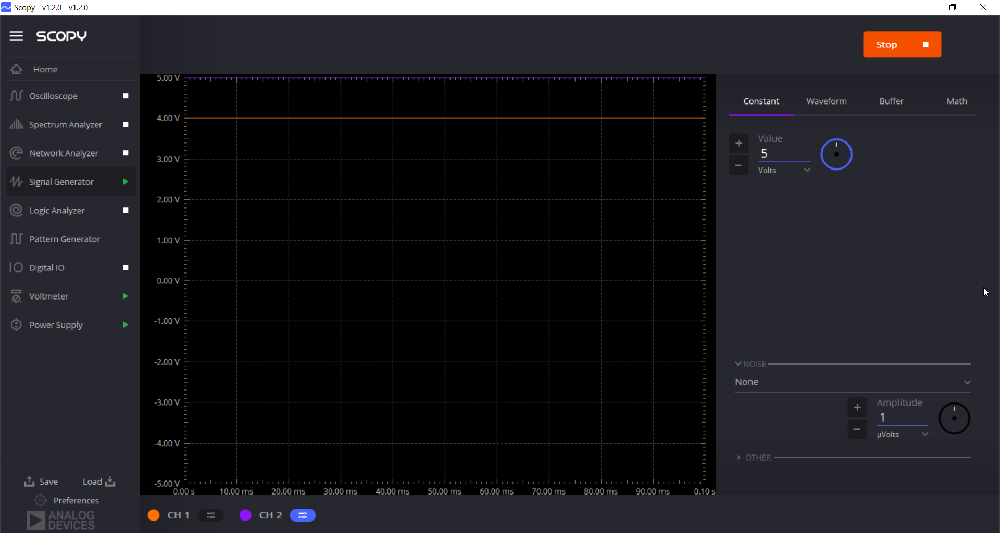 Scopy - v1.2.0 - v1.2.0
SCOPY
Stop
Home
Oscilloscope
Spectrum Analyzer
Network Analyzer
Signal Generator
Logic Analyzer
Pattern Generator
Digital IO
Voltmeter
Power Supply
Save Load
Preferences
ANALOG
DEVICES
5.00 V
4.00 V
3.00 V
2.00 V
1.00 V
0.00 V
-1.00 V
-2.00 V
-3.00 V
-4.00 V
-5.00 V
0.00 s 10.00 ms 20.00 ms 30.00 ms 40.00 ms 50.00 ms 60.00 ms 70.00 ms 80.00 ms 90.00 ms 0.10 s
CH 1 CH 2
Constant Waveform Buffer Math
Value
5
Volts
NOISE
None
Amplitude
1
µVolts
OTHER